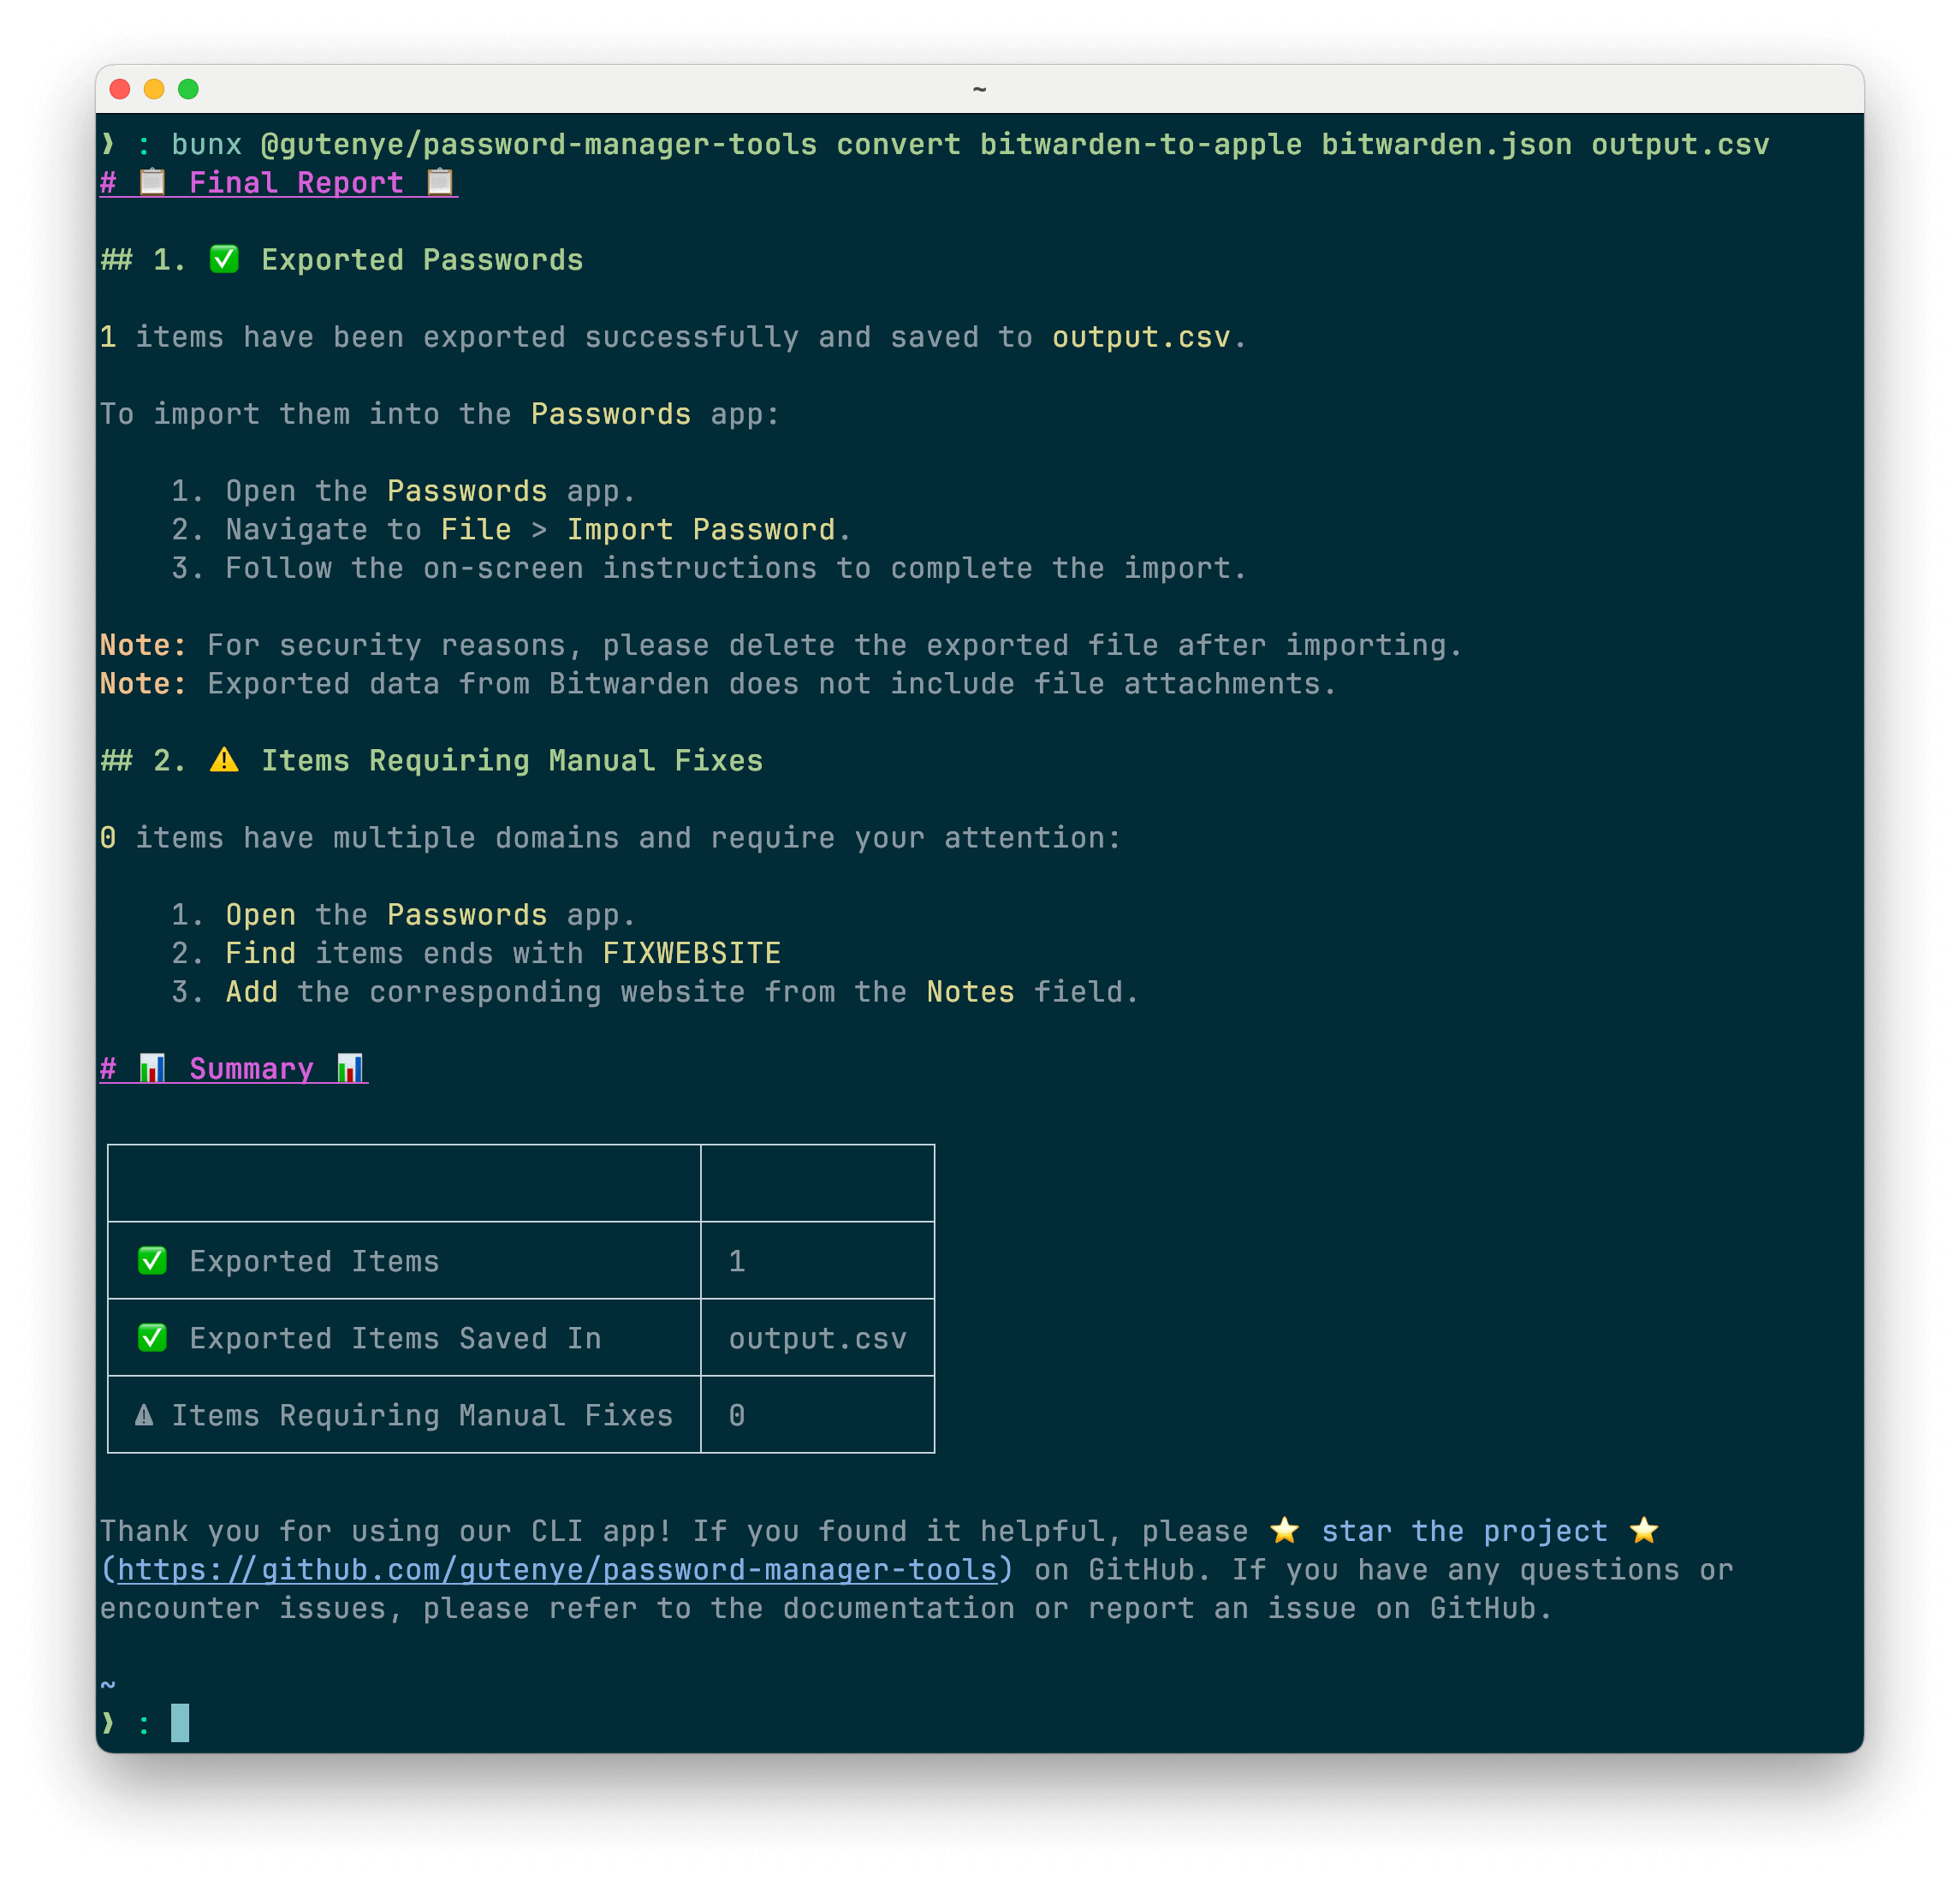 ~
❯ : bunx @gutenye/password-manager-tools convert bitwarden-to-apple bitwarden.json output.csv
# 📋 Final Report 📋
## 1. ✅ Exported Passwords
1 items have been exported successfully and saved to output.csv.
To import them into the Passwords app:
1. Open the Passwords app.
2. Navigate to File > Import Password.
3. Follow the on-screen instructions to complete the import.
Note: For security reasons, please delete the exported file after importing.
Note: Exported data from Bitwarden does not include file attachments.
## 2. ⚠️ Items Requiring Manual Fixes
0 items have multiple domains and require your attention:
1. Open the Passwords app.
2. Find items ends with FIXWEBSITE
3. Add the corresponding website from the Notes field.
# 📊 Summary 📊
✅ Exported Items 1
✅ Exported Items Saved In output.csv
⚠ Items Requiring Manual Fixes 0
Thank you for using our CLI app! If you found it helpful, please ⭐ star the project ⭐
(https://github.com/gutenye/password-manager-tools) on GitHub. If you have any questions or
encounter issues, please refer to the documentation or report an issue on GitHub.
~
❯ :